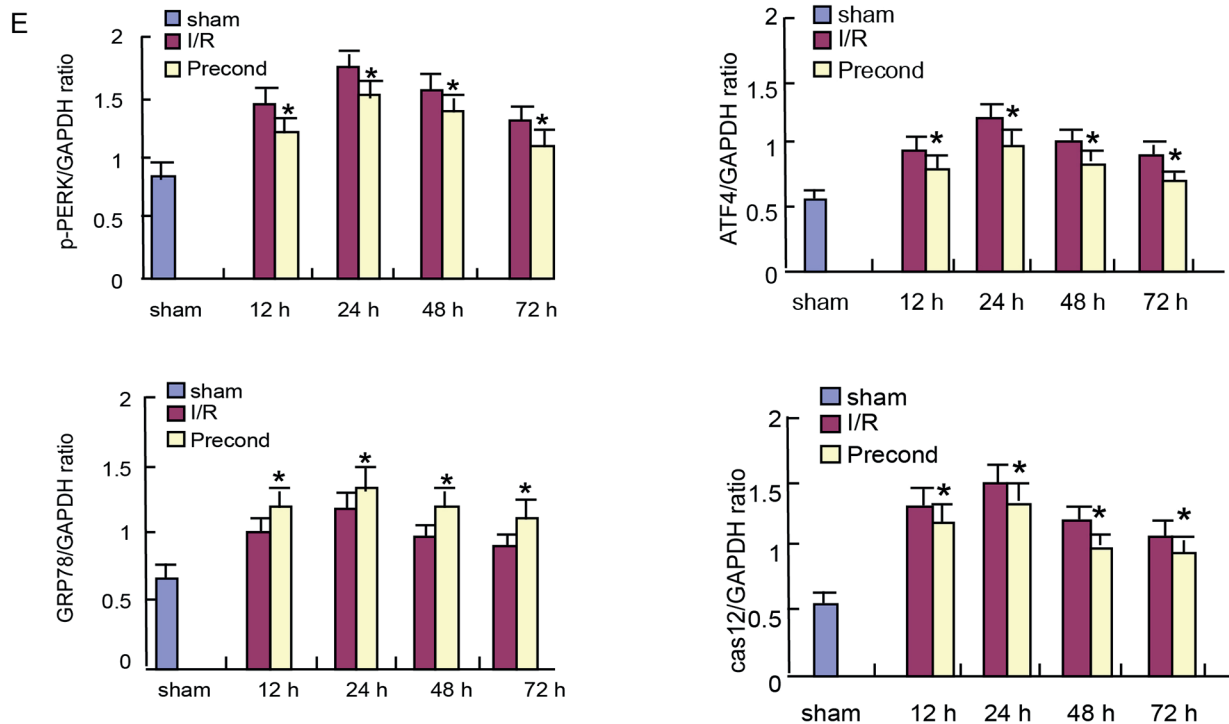 E
sham
I/R
Precond
p-PERK/GAPDH ratio
2
1.5
1
0.5
0
* * * *
sham 12 h 24 h 48 h 72 h
sham
I/R
Precond
ATF4/GAPDH ratio
2
1.5
1
0.5
0
* * * *
sham 12 h 24 h 48 h 72 h
sham
I/R
Precond
GRP78/GAPDH ratio
2
1.5
1
0.5
0
* * * *
sham 12 h 24 h 48 h 72 h
sham
I/R
Precond
cas12/GAPDH ratio
2
1.5
1
0.5
0
* * * *
sham 12 h 24 h 48 h 72 h